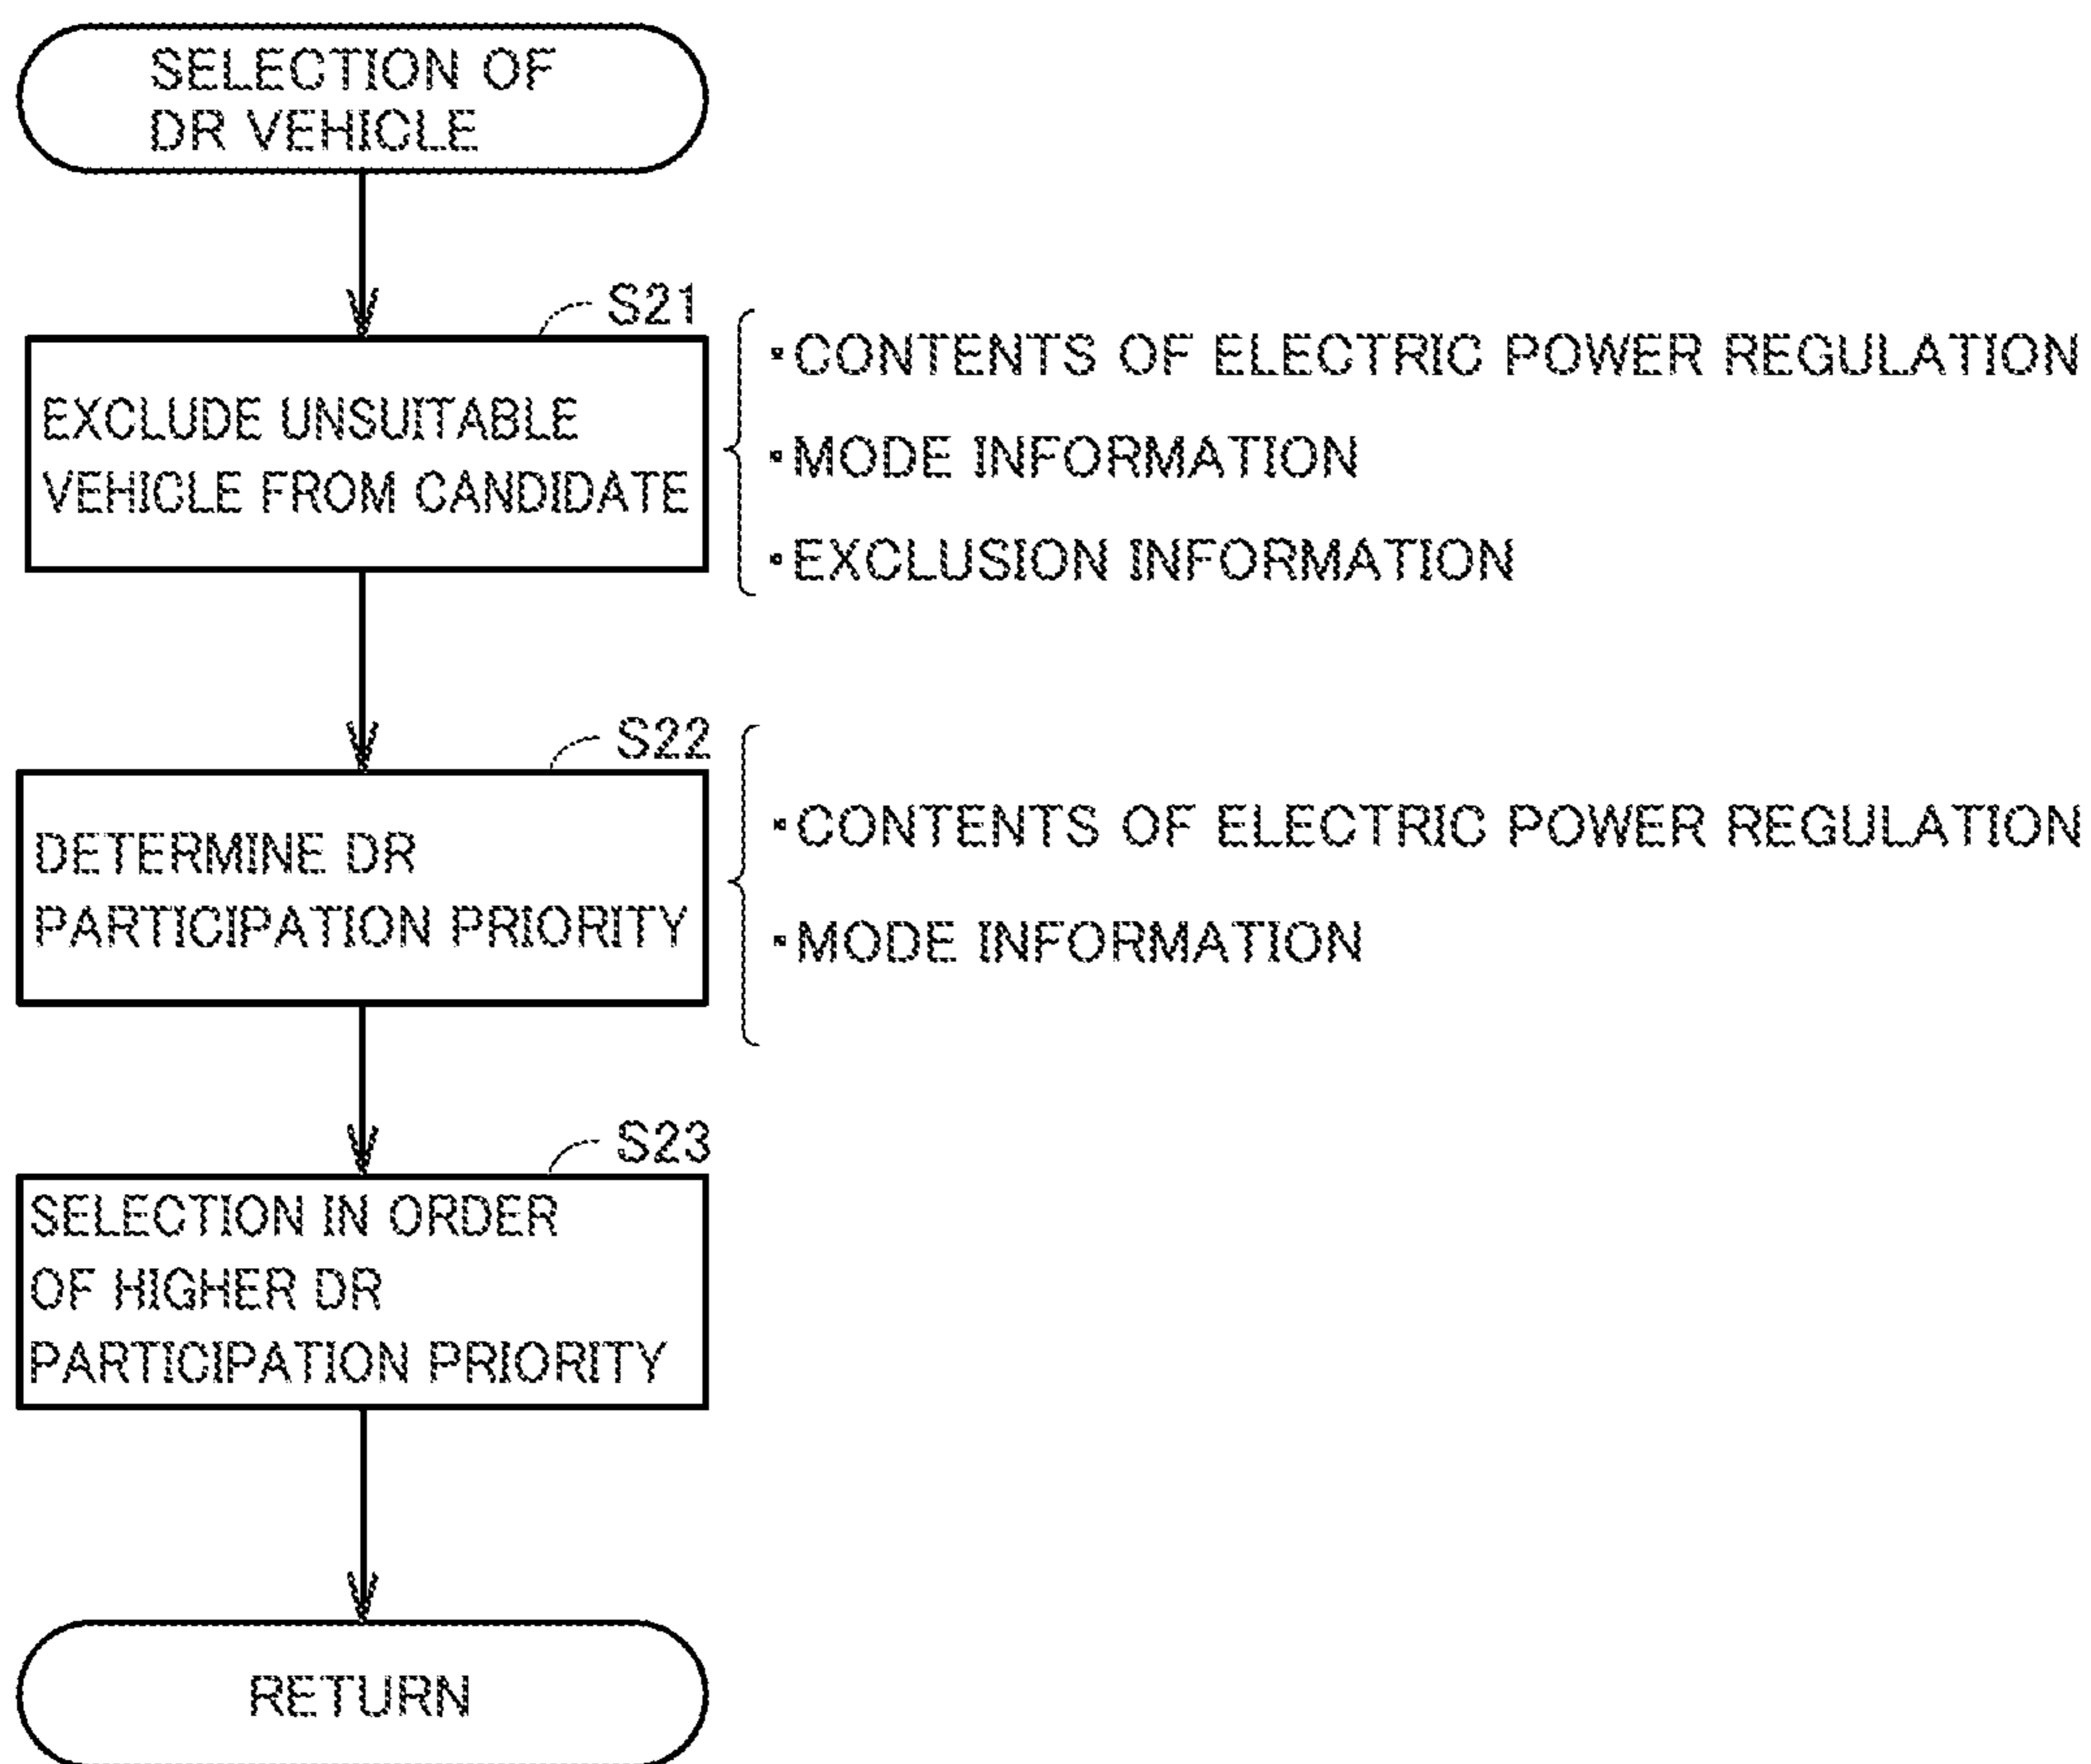 SELECTION OF
DR VEHICLE
S21
EXCLUDE UNSUITABLE
VEHICLE FROM CANDIDATE
▪CONTENTS OF ELECTRIC POWER REGULATION
▪MODE INFORMATION
▪EXCLUSION INFORMATION
S22
DETERMINE DR
PARTICIPATION PRIORITY
▪CONTENTS OF ELECTRIC POWER REGULATION
▪MODE INFORMATION
S23
SELECTION IN ORDER
OF HIGHER DR
PARTICIPATION PRIORITY
RETURN